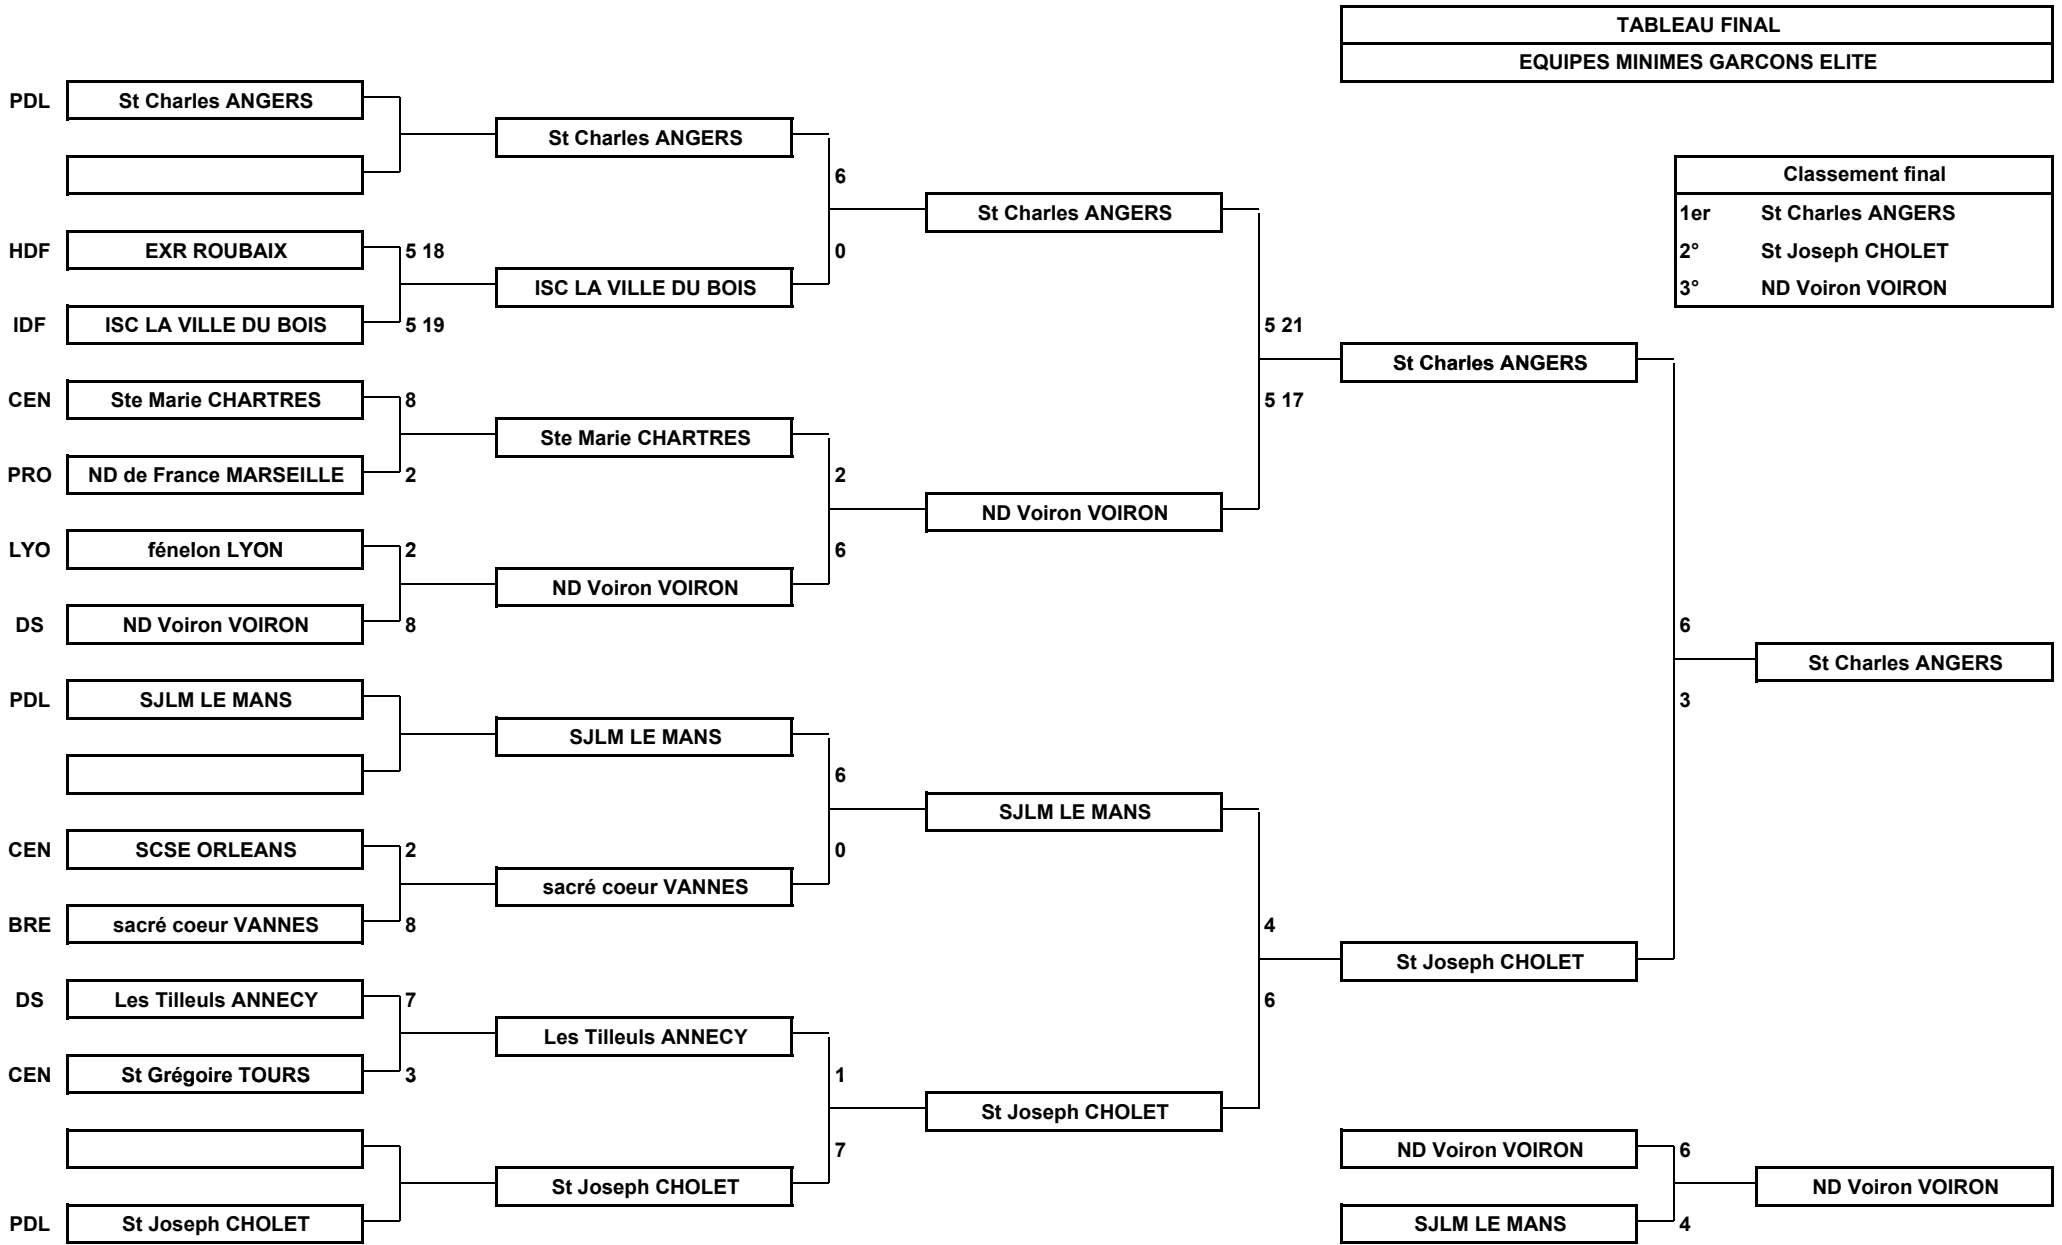 TABLEAU FINAL
EQUIPES MINIMES GARCONS ELITE
PDL St Charles ANGERS
St Charles ANGERS
6
Classement final
St Charles ANGERS
1er St Charles ANGERS
HDF EXR ROUBAIX 5 18
0
2° St Joseph CHOLET
ISC LA VILLE DU BOIS
3° ND Voiron VOIRON
IDF ISC LA VILLE DU BOIS 5 19
5 21
St Charles ANGERS
CEN Ste Marie CHARTRES 8
5 17
Ste Marie CHARTRES
PRO ND de France MARSEILLE 2
2
ND Voiron VOIRON
LYO fénelon LYON 2
6
ND Voiron VOIRON
DS ND Voiron VOIRON 8
6
St Charles ANGERS
PDL SJLM LE MANS
3
SJLM LE MANS
6
SJLM LE MANS
CEN SCSE ORLEANS 2
0
sacré coeur VANNES
BRE sacré coeur VANNES 8
4
St Joseph CHOLET
DS Les Tilleuls ANNECY 7
6
Les Tilleuls ANNECY
CEN St Grégoire TOURS 3
1
St Joseph CHOLET
7
ND Voiron VOIRON 6
St Joseph CHOLET
ND Voiron VOIRON
PDL St Joseph CHOLET
SJLM LE MANS 4